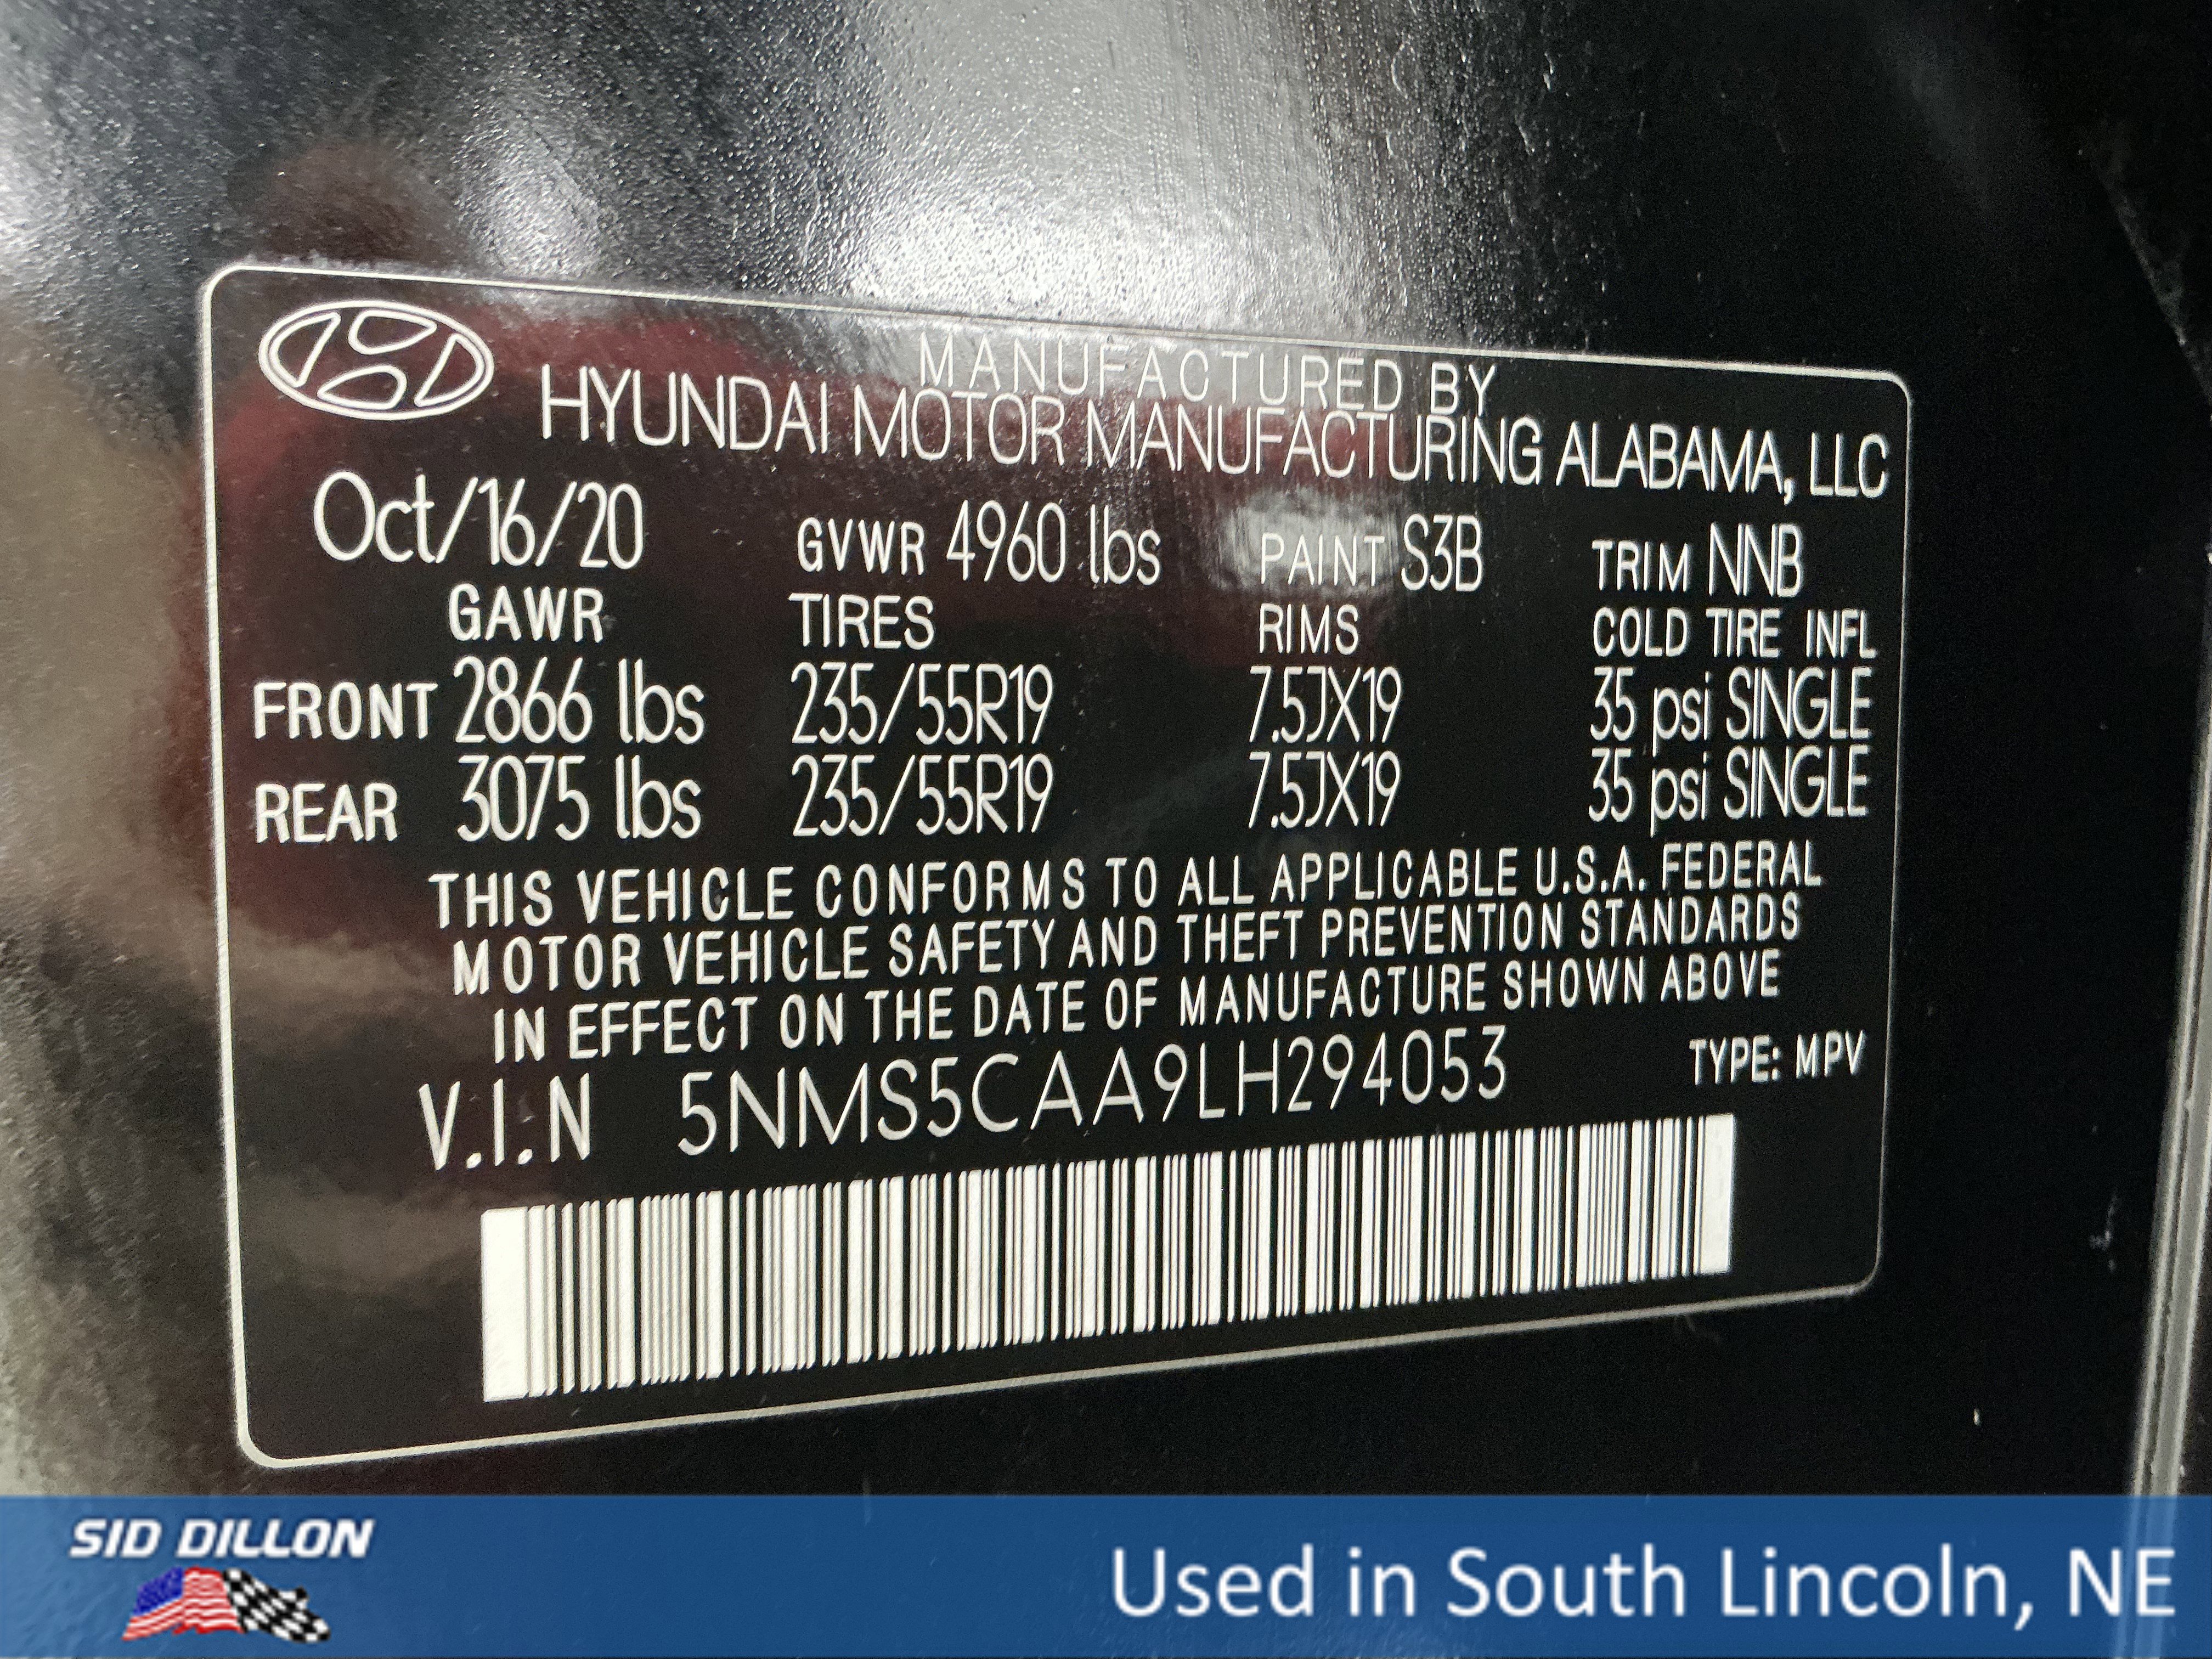 MANUFACTURED BY
HYUNDAI MOTOR MANUFACTURING ALABAMA, LLC
Oct/16/20 GVWR 4960 lbs PAINT S3B TRIM NNB
GAWR TIRES RIMS COLD TIRE INFL
FRONT 2866 lbs 235/55R19 7.5JX19 35 psi SINGLE
REAR 3075 lbs 235/55R19 7.5JX19 35 psi SINGLE
THIS VEHICLE CONFORMS TO ALL APPLICABLE U.S.A. FEDERAL
MOTOR VEHICLE SAFETY AND THEFT PREVENTION STANDARDS
IN EFFECT ON THE DATE OF MANUFACTURE SHOWN ABOVE
V.I.N 5NMS5CAA9LH294053 TYPE: MPV
SID DILLON
Used in South Lincoln, NE